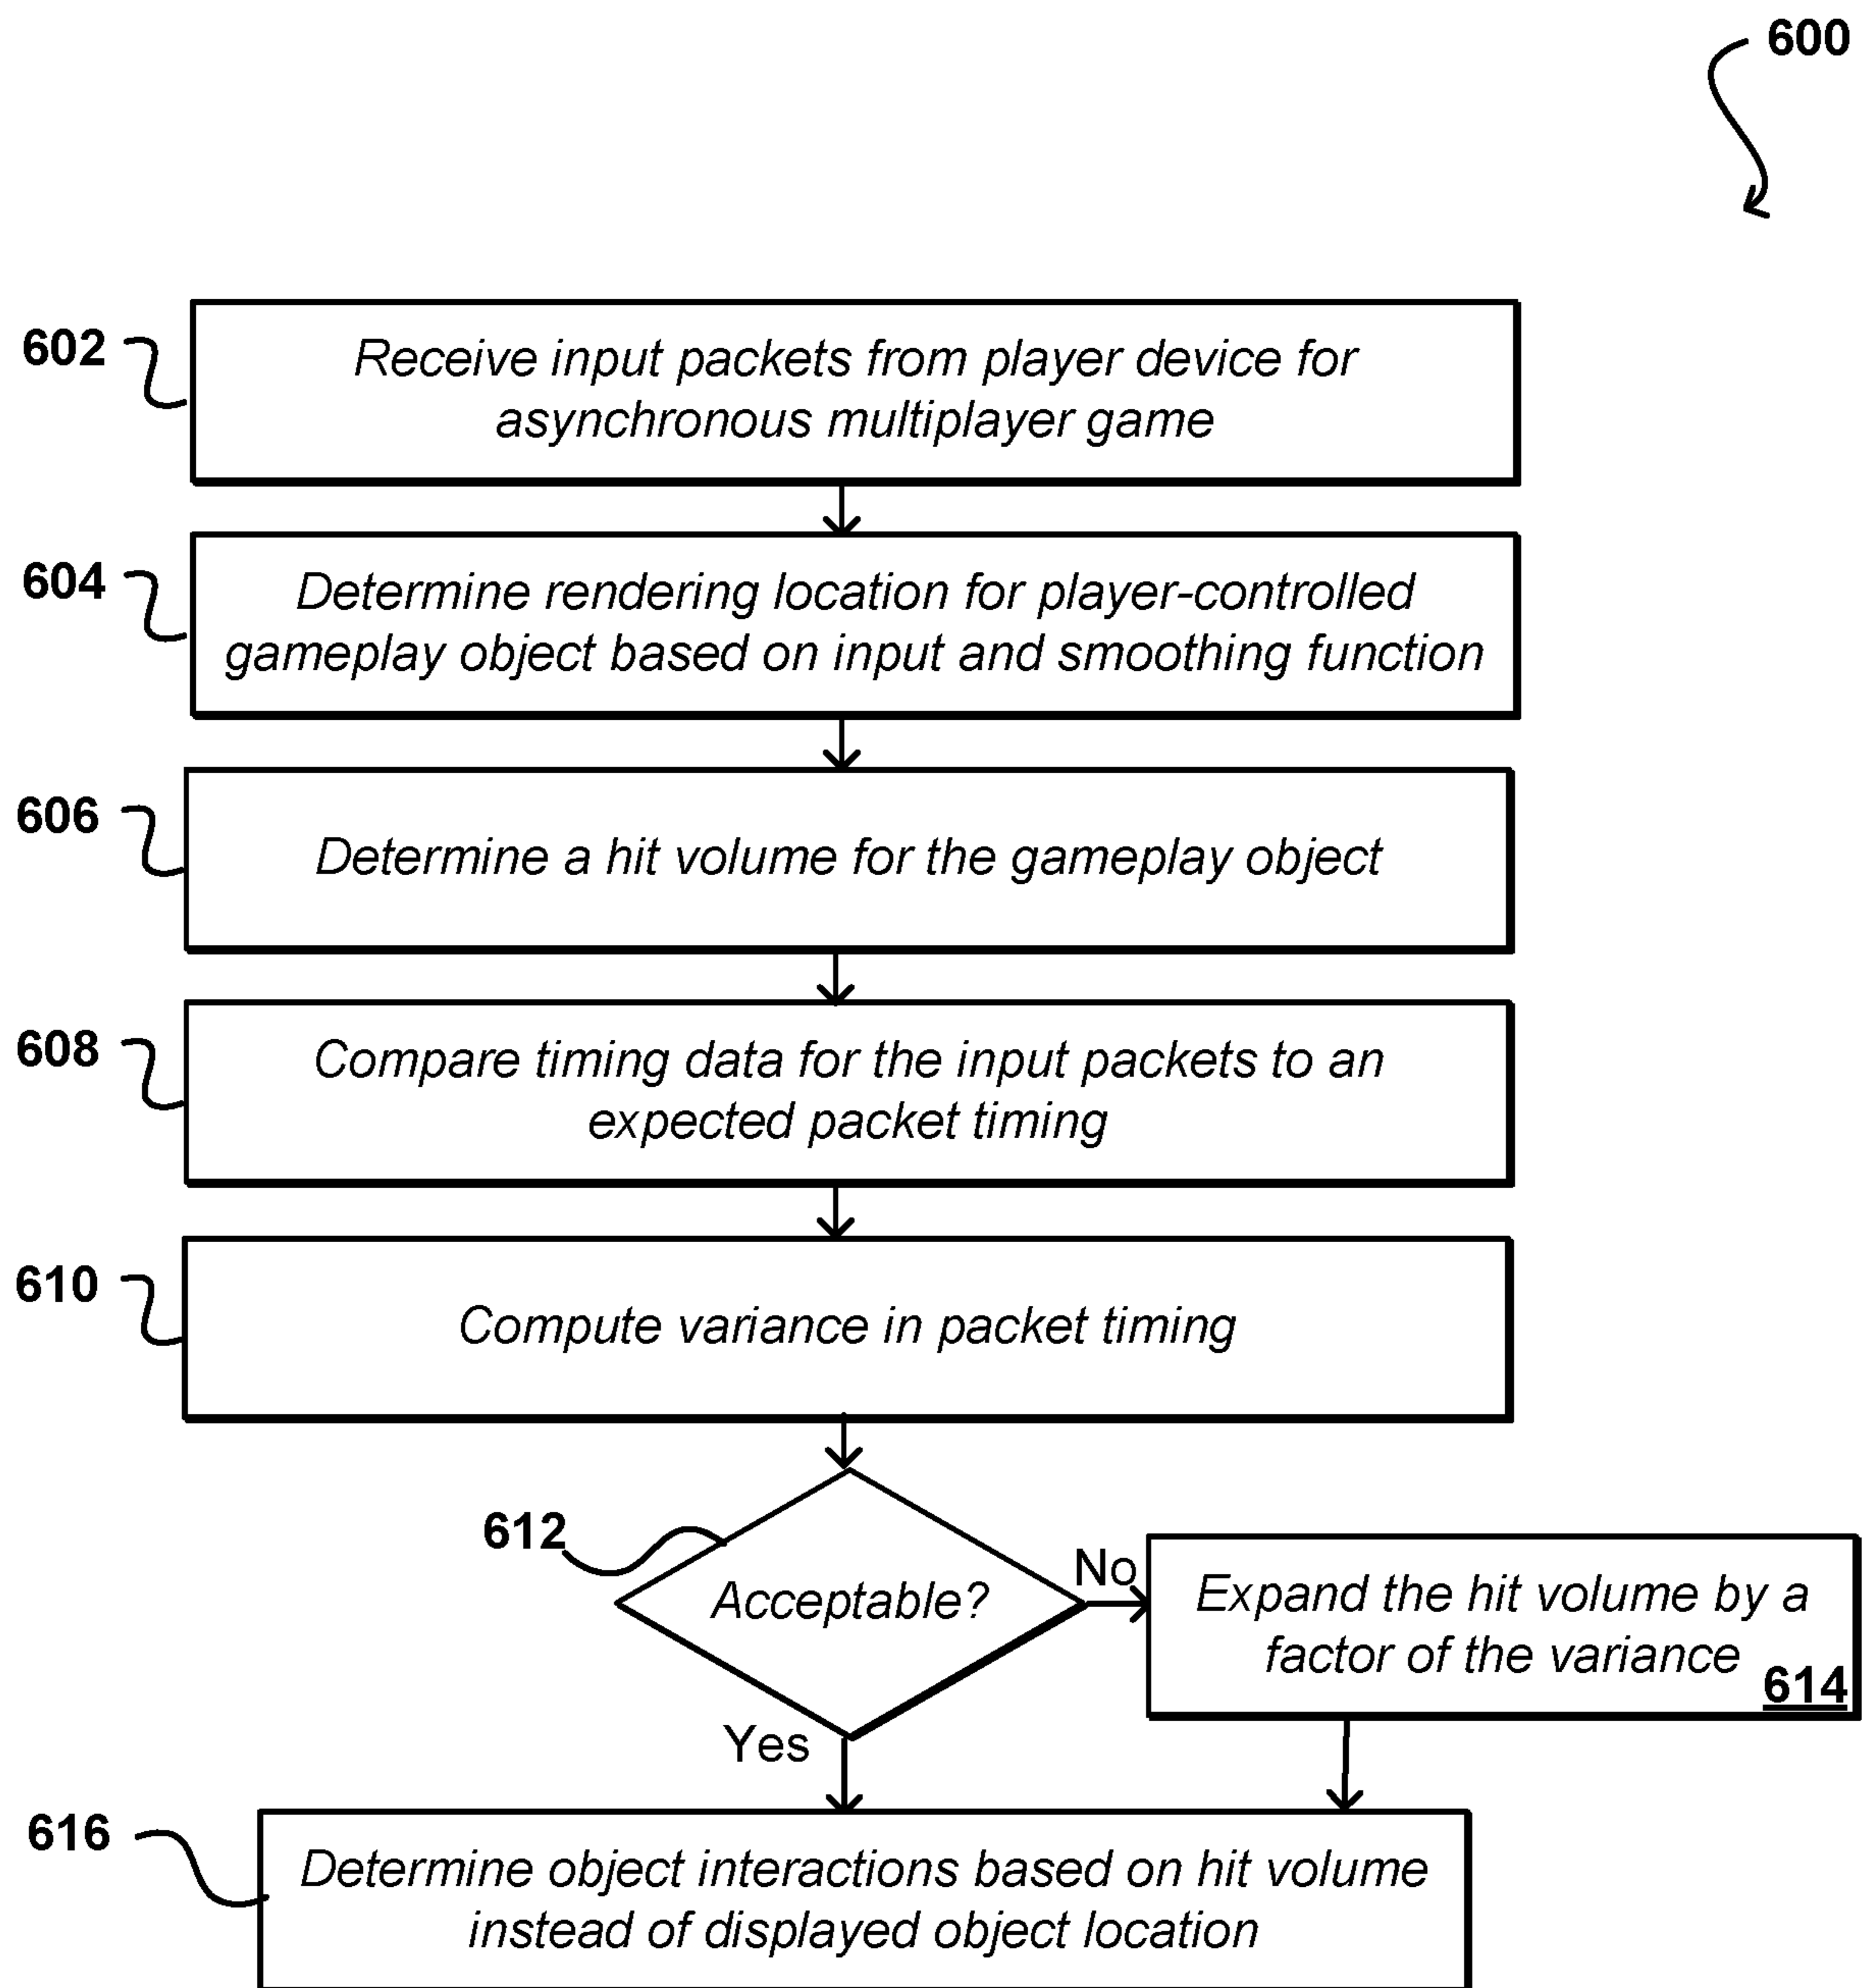 600
602
Receive input packets from player device for
asynchronous multiplayer game
604
Determine rendering location for player-controlled
gameplay object based on input and smoothing function
606
Determine a hit volume for the gameplay object
608
Compare timing data for the input packets to an
expected packet timing
610
Compute variance in packet timing
612
Acceptable?
No
Expand the hit volume by a
factor of the variance
614
Yes
616
Determine object interactions based on hit volume
instead of displayed object location